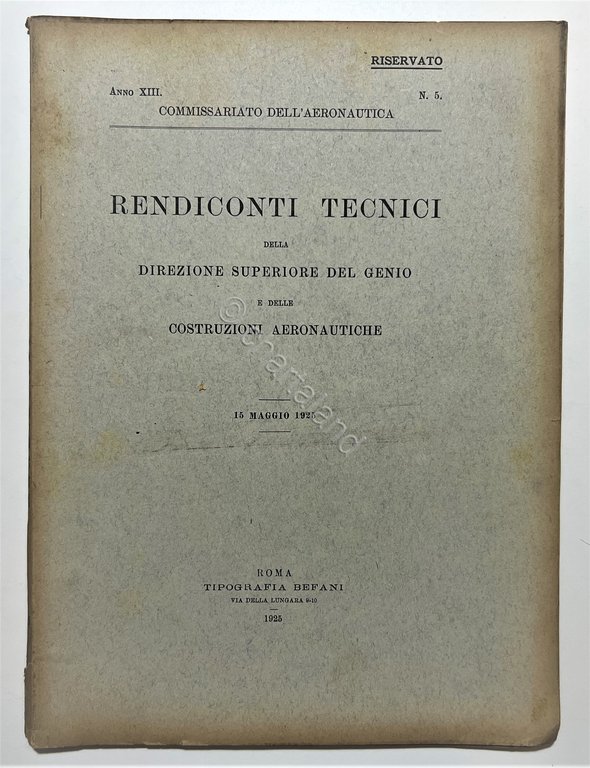 RISERVATO
ANNO XIII.
N. 5.
COMMISSARIATO DELL'AERONAUTICA
RENDICONTI TECNICI
DELLA
DIREZIONE SUPERIORE DEL GENIO
E DELLE
COSTRUZIONI AERONAUTICHE
15 MAGGIO 1925
©chartaland
ROMA
TIPOGRAFIA BEFANI
VIA DELLA LUNGARA 9-10
1925